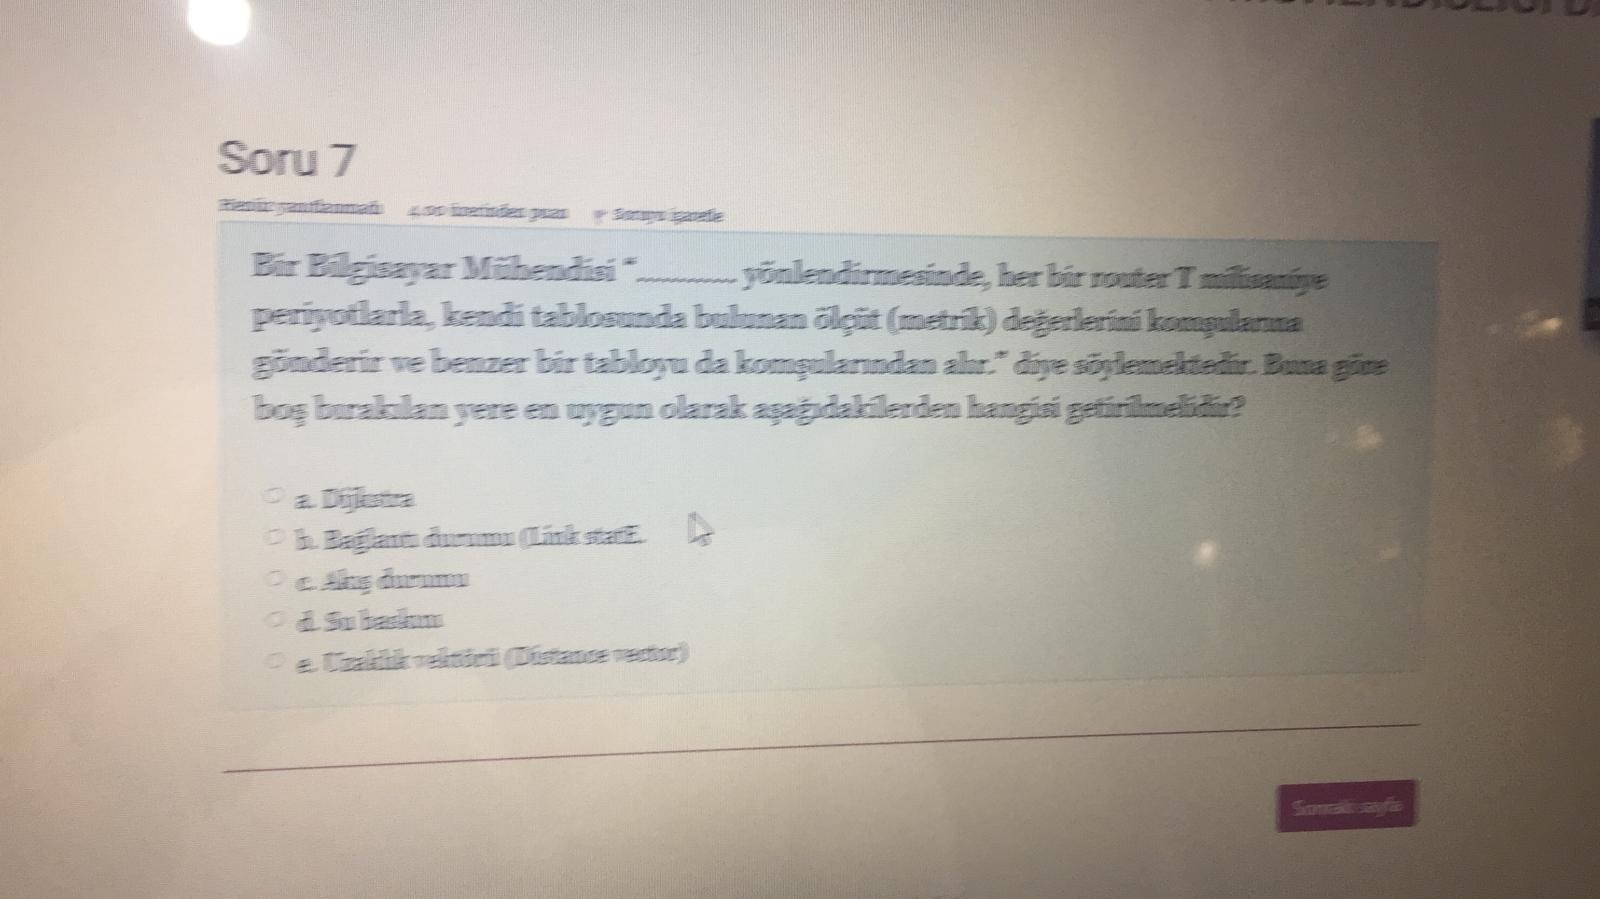 Soru 7
Henüz yanıtlanmadı 4,00 üzerinden puan Soruyu işaretle
Bir Bilgisayar Mühendisi "............ yönlendirmesinde, her bir router T milisaniye
periyotlarla, kendi tablosunda bulunan ölçüt (metrik) değerlerini komşularına
gönderir ve benzer bir tabloyu da komşularından alır." diye söylemektedir. Buna göre
boş bırakılan yere en uygun olarak aşağıdakilerden hangisi getirilmelidir?
a. Dijkstra
b. Bağlantı durumu (Link statE.
c. Akış durumu
d. Su baskını
e. Uzaklık vektörü (Distance vector)
Sonraki sayfa